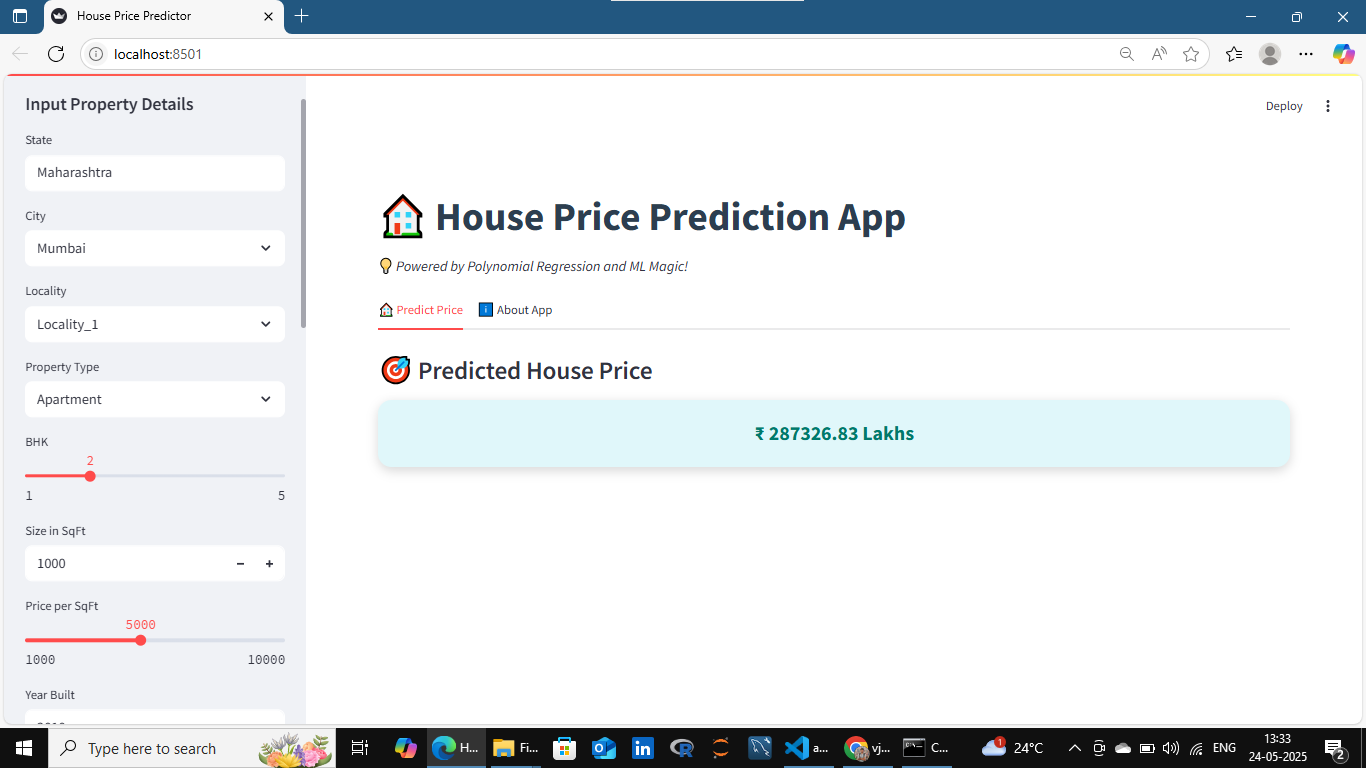 House Price Predictor
localhost:8501
Input Property Details
State
Maharashtra
City
Mumbai
Locality
Locality_1
Property Type
Apartment
BHK
2
1 5
Size in SqFt
1000
Price per SqFt
5000
1000 10000
Year Built
Deploy
House Price Prediction App
Powered by Polynomial Regression and ML Magic!
Predict Price
About App
Predicted House Price
₹ 287326.83 Lakhs
Type here to search
H...
Fi...
a...
vj...
C...
1
24°C
ENG
13:33
24-05-2025
2